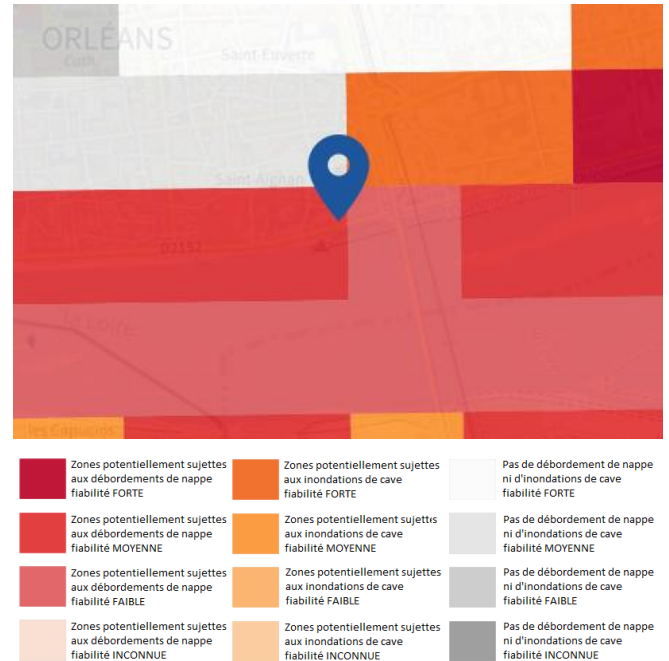 ORLÉANS
Cath.
Saint-Euverte
Saint-Aignan
D2152
La Loire
les Capucins
Zones potentiellement sujettes
aux débordements de nappe
fiabilité FORTE
Zones potentiellement sujettes
aux inondations de cave
fiabilité FORTE
Pas de débordement de nappe
ni d'inondations de cave
fiabilité FORTE
Zones potentiellement sujettes
aux débordements de nappe
fiabilité MOYENNE
Zones potentiellement sujettes
aux inondations de cave
fiabilité MOYENNE
Pas de débordement de nappe
ni d'inondations de cave
fiabilité MOYENNE
Zones potentiellement sujettes
aux débordements de nappe
fiabilité FAIBLE
Zones potentiellement sujettes
aux inondations de cave
fiabilité FAIBLE
Pas de débordement de nappe
ni d'inondations de cave
fiabilité FAIBLE
Zones potentiellement sujettes
aux débordements de nappe
fiabilité INCONNUE
Zones potentiellement sujettes
aux inondations de cave
fiabilité INCONNUE
Pas de débordement de nappe
ni d'inondations de cave
fiabilité INCONNUE